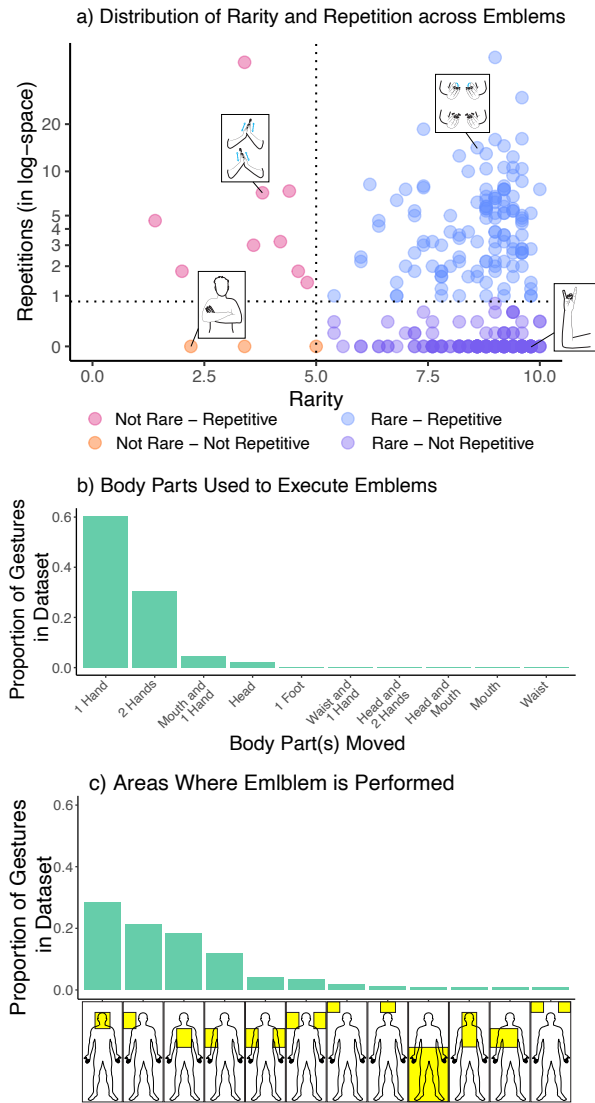 a) Distribution of Rarity and Repetition across Emblems
Repetitions (in log−space)
20
10
5
4
3
2
1
0
0.0 2.5 5.0 7.5 10.0
Rarity
Not Rare − Repetitive Rare − Repetitive
Not Rare − Not Repetitive Rare − Not Repetitive
b) Body Parts Used to Execute Emblems
Proportion of Gestures
in Dataset
0.6
0.4
0.2
0.0
1 Hand
2 Hands
Mouth and
1 Hand
Head
1 Foot
Waist and
1 Hand
Head and
2 Hands
Head and
Mouth
Mouth
Waist
Body Part(s) Moved
c) Areas Where Emlblem is Performed
Proportion of Gestures
in Dataset
0.6
0.4
0.2
0.0